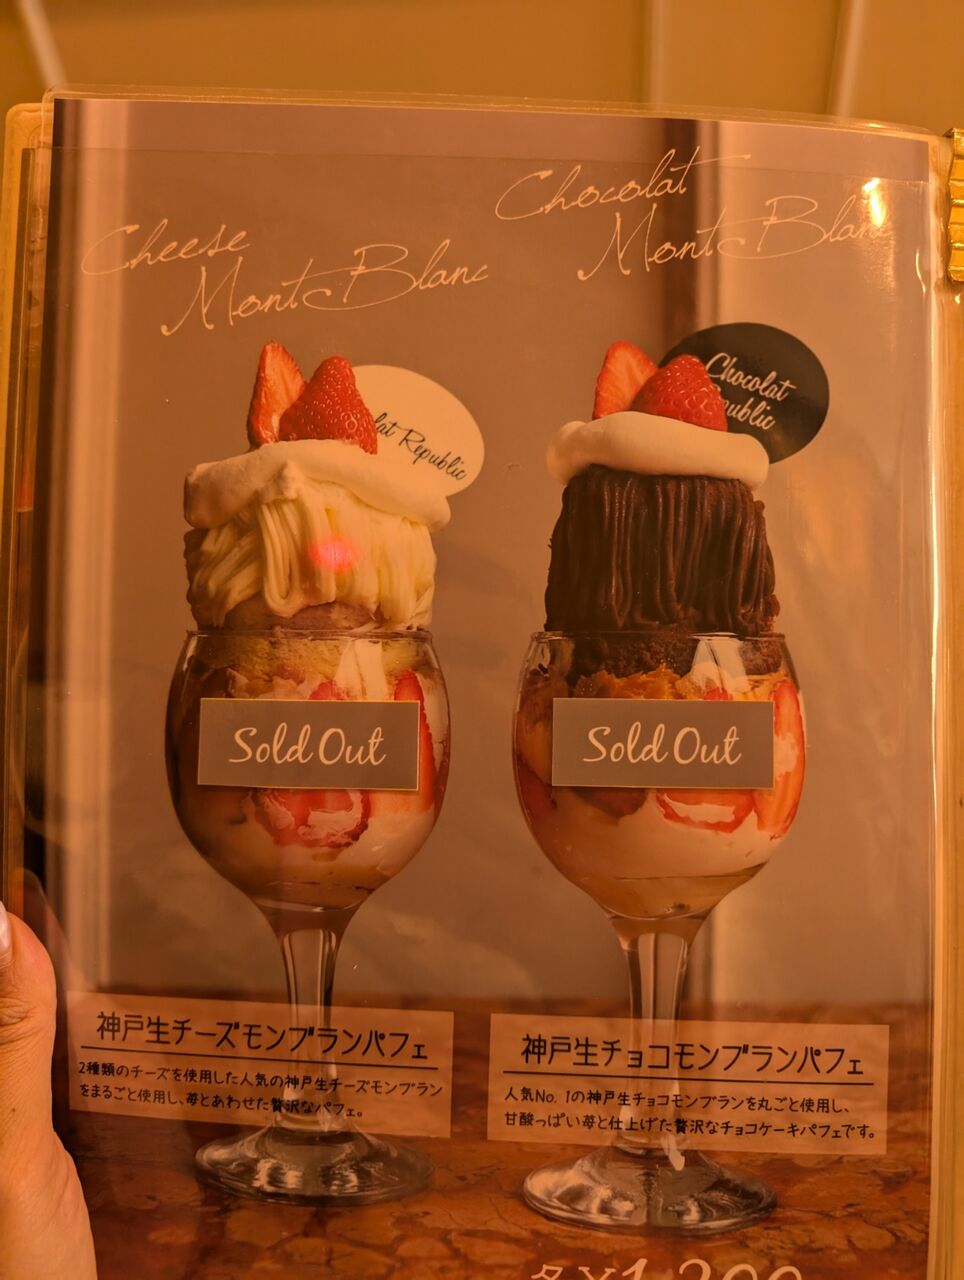 Cheese
Mont Blanc
Chocolat
Mont Blanc
Republic
Chocolat
Sold Out
Sold Out
神戸生チーズモンブランパフェ
2種類のチーズを使用した人気の神戸生チーズモンブラン
をまるごと使用し、苺とあわせた贅沢なパフェ。
神戸生チョコモンブランパフェ
人気No. 1の神戸生チョコモンブランを丸ごと使用し、
甘酸っぱい苺と仕上げた贅沢なチョコケーキパフェです。
各¥1,200